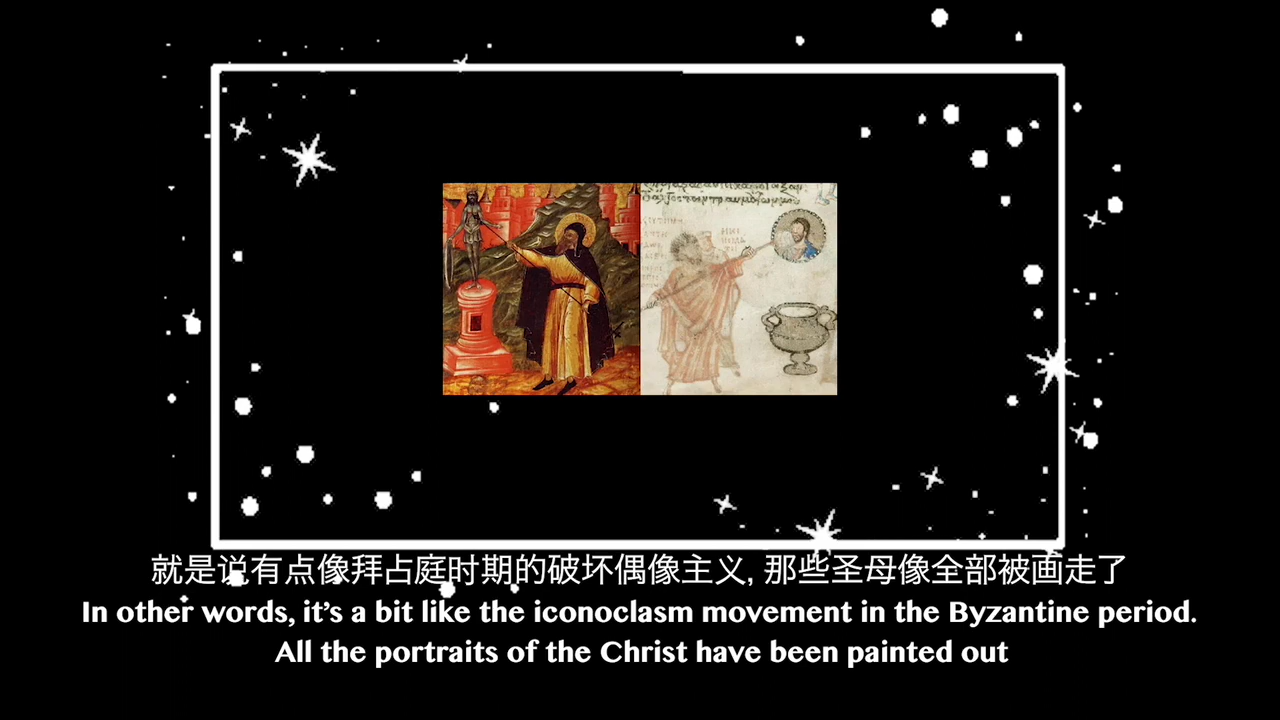 就是说有点像拜占庭时期的破坏偶像主义, 那些圣母像全部被画走了
In other words, it’s a bit like the iconoclasm movement in the Byzantine period.
All the portraits of the Christ have been painted out